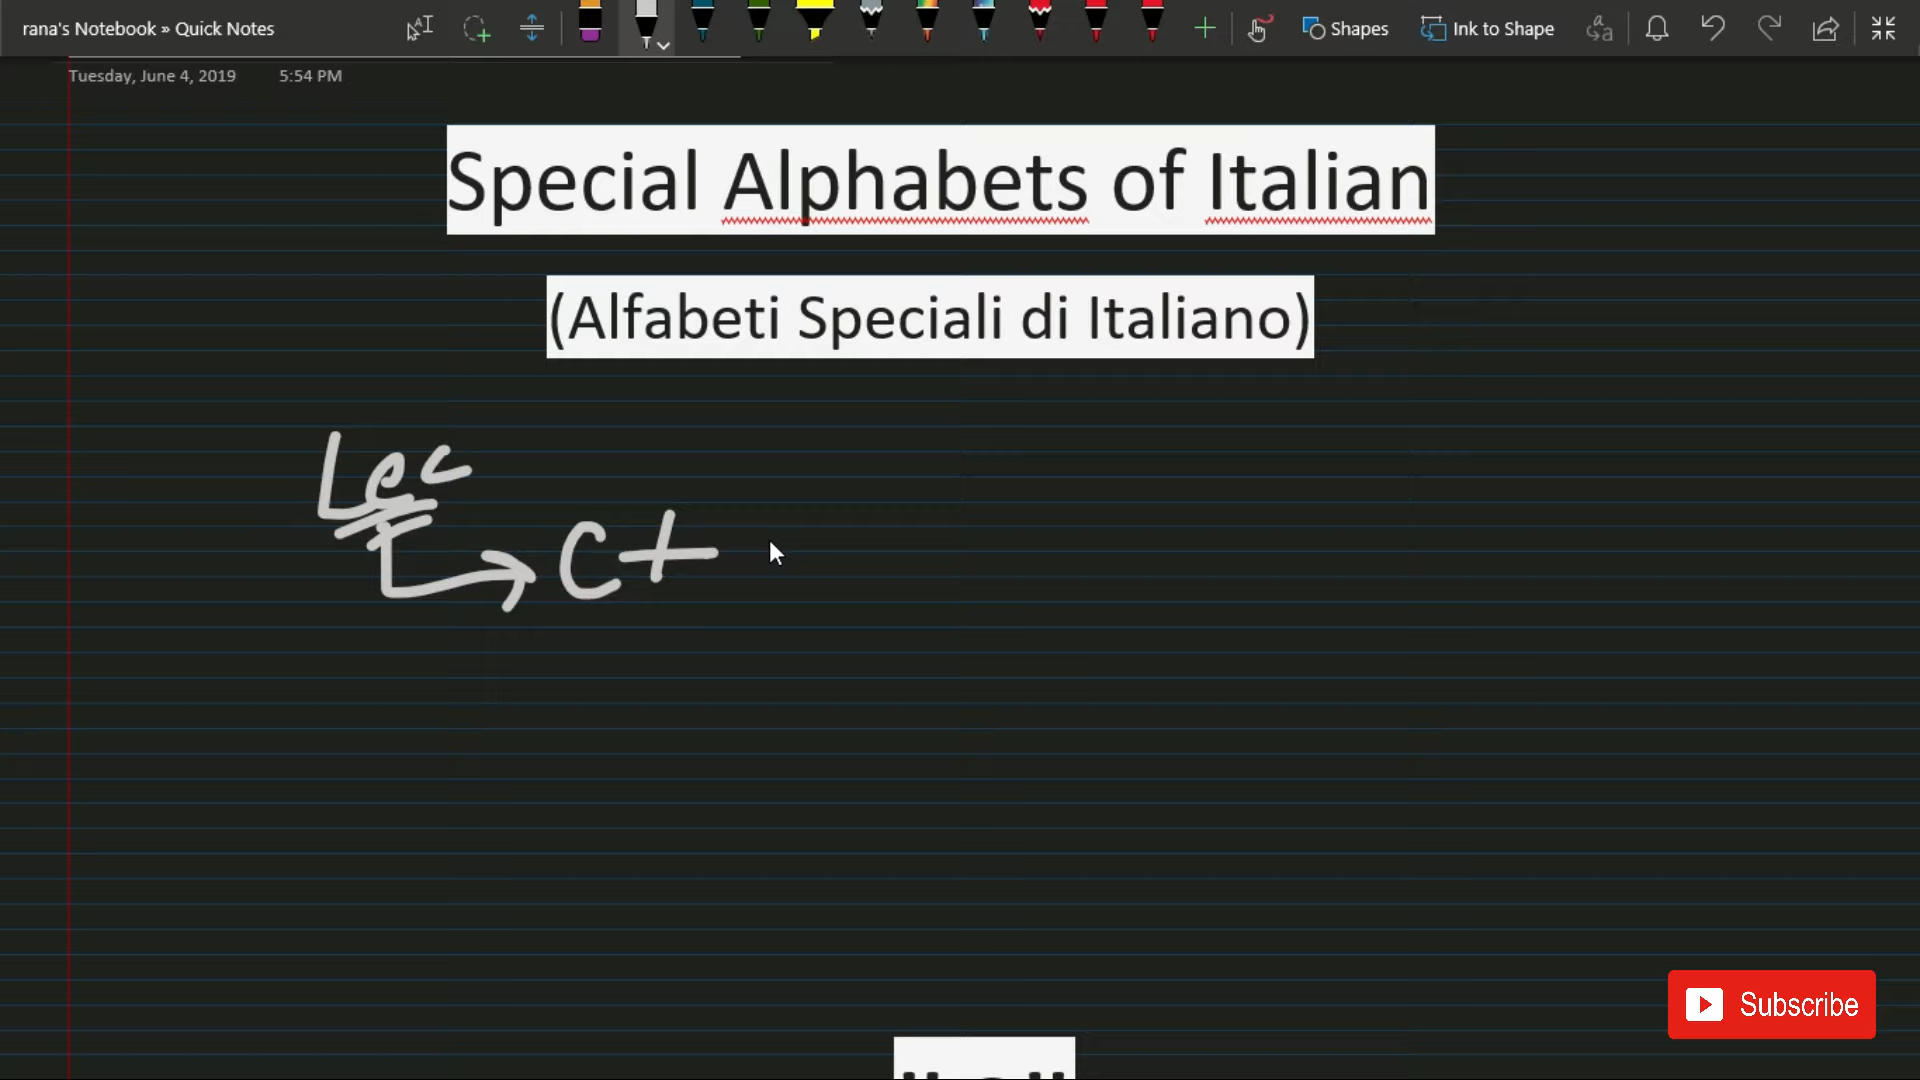 rana's Notebook » Quick Notes
Shapes
Ink to Shape
Tuesday, June 4, 2019 5:54 PM
Special Alphabets of Italian
(Alfabeti Speciali di Italiano)
Lec
C+
Subscribe